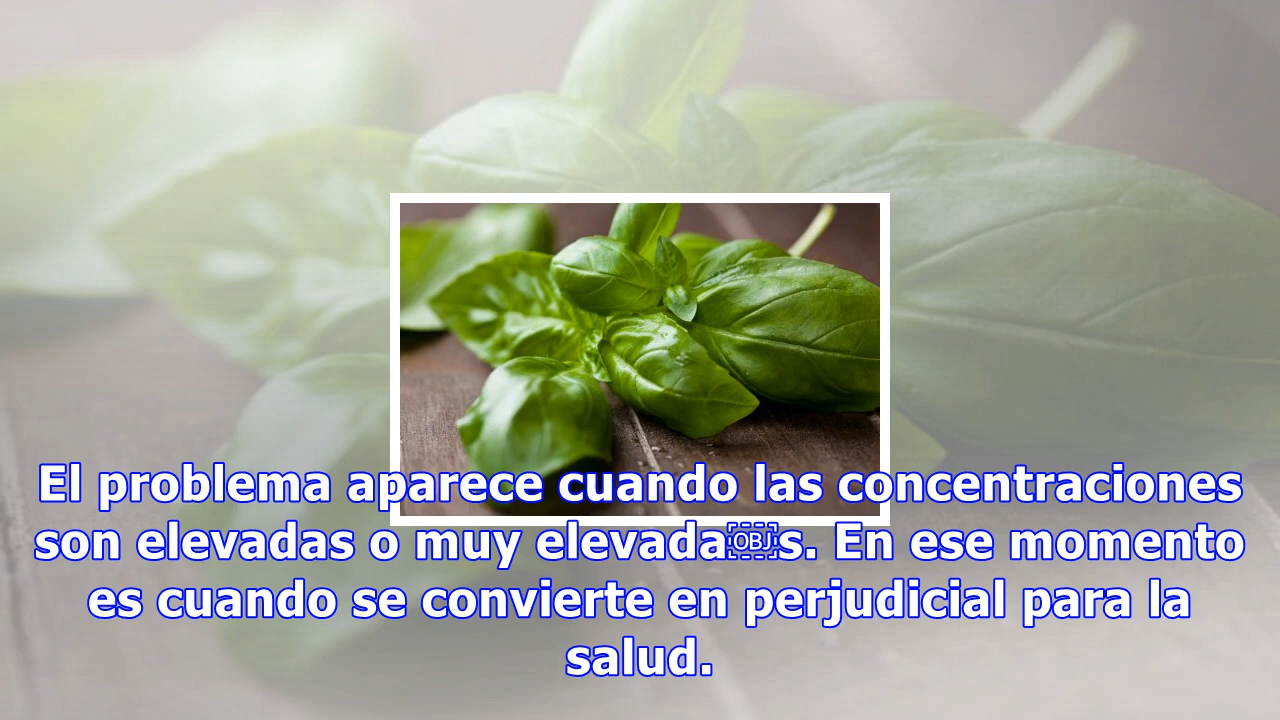 El problema aparece cuando las concentraciones
son elevadas o muy elevada￼s. En ese momento
es cuando se convierte en perjudicial para la
salud.